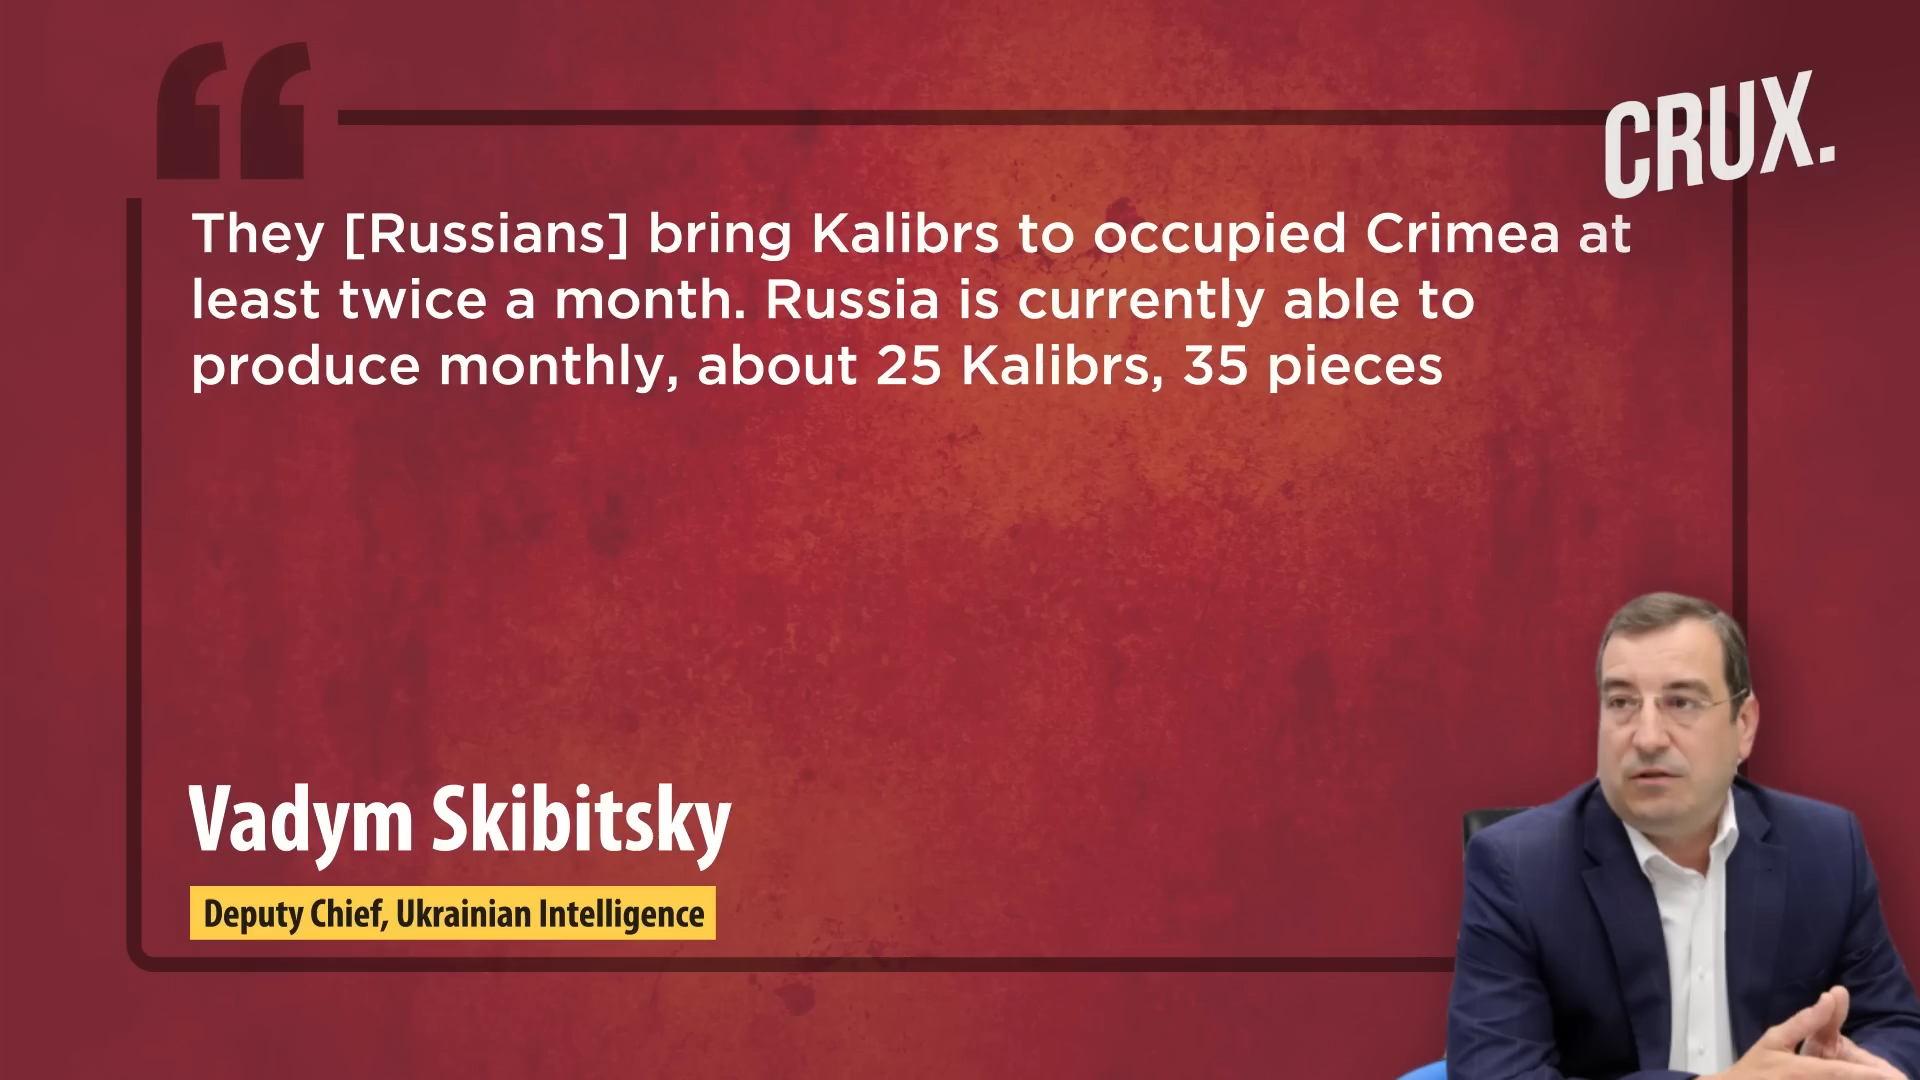 CRUX.
They [Russians] bring Kalibrs to occupied Crimea at
least twice a month. Russia is currently able to
produce monthly, about 25 Kalibrs, 35 pieces
Vadym Skibitsky
Deputy Chief, Ukrainian Intelligence